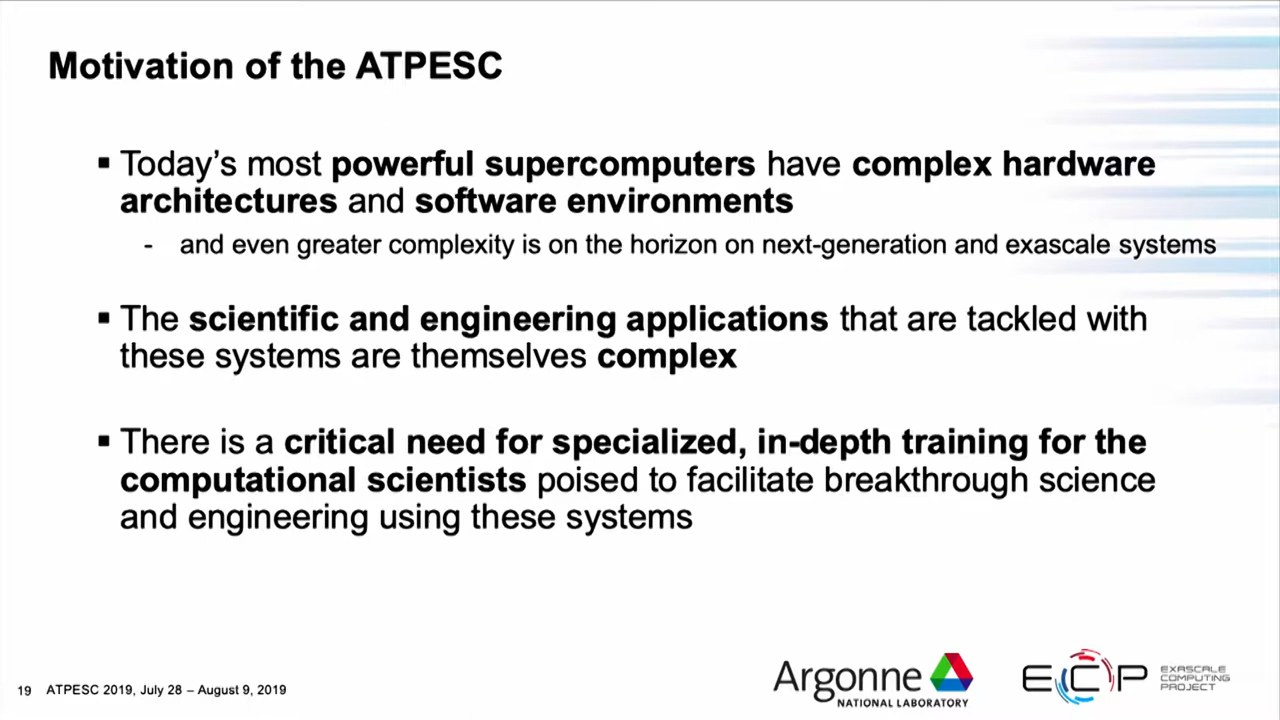 Motivation of the ATPESC
▪ Today’s most powerful supercomputers have complex hardware
architectures and software environments
- and even greater complexity is on the horizon on next-generation and exascale systems
▪ The scientific and engineering applications that are tackled with
these systems are themselves complex
▪ There is a critical need for specialized, in-depth training for the
computational scientists poised to facilitate breakthrough science
and engineering using these systems
19 ATPESC 2019, July 28 – August 9, 2019
Argonne
NATIONAL LABORATORY
ECP
EXASCALE
COMPUTING
PROJECT